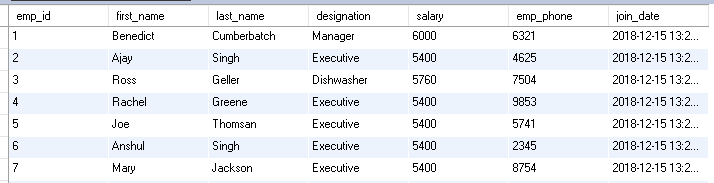 emp_id first_name last_name designation salary emp_phone join_date
1 Benedict Cumberbatch Manager 6000 6321 2018-12-15 13:2...
2 Ajay Singh Executive 5400 4625 2018-12-15 13:2...
3 Ross Geller Dishwasher 5760 7504 2018-12-15 13:2...
4 Rachel Greene Executive 5400 9853 2018-12-15 13:2...
5 Joe Thomsan Executive 5400 5741 2018-12-15 13:2...
6 Anshul Singh Executive 5400 2345 2018-12-15 13:2...
7 Mary Jackson Executive 5400 8754 2018-12-15 13:2...